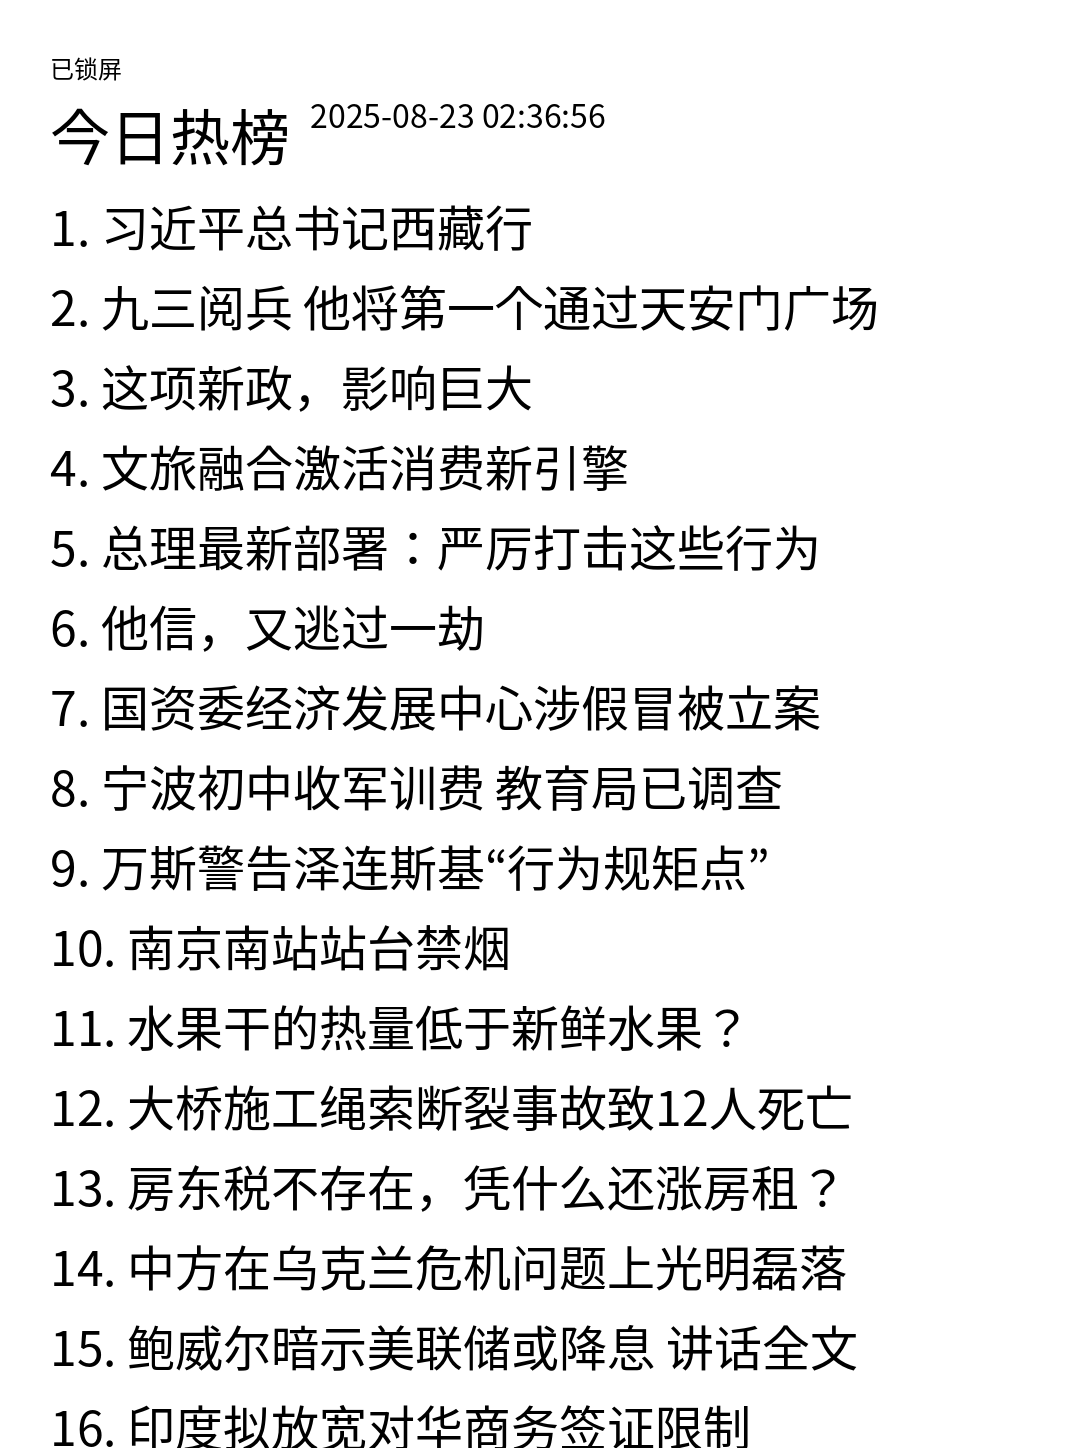 已锁屏
今日热榜 2025-08-23 02:36:56
1. 习近平总书记西藏行
2. 九三阅兵 他将第一个通过天安门广场
3. 这项新政，影响巨大
4. 文旅融合激活消费新引擎
5. 总理最新部署：严厉打击这些行为
6. 他信，又逃过一劫
7. 国资委经济发展中心涉假冒被立案
8. 宁波初中收军训费 教育局已调查
9. 万斯警告泽连斯基“行为规矩点”
10. 南京南站站台禁烟
11. 水果干的热量低于新鲜水果？
12. 大桥施工绳索断裂事故致12人死亡
13. 房东税不存在，凭什么还涨房租？
14. 中方在乌克兰危机问题上光明磊落
15. 鲍威尔暗示美联储或降息 讲话全文
16. 印度拟放宽对华商务签证限制